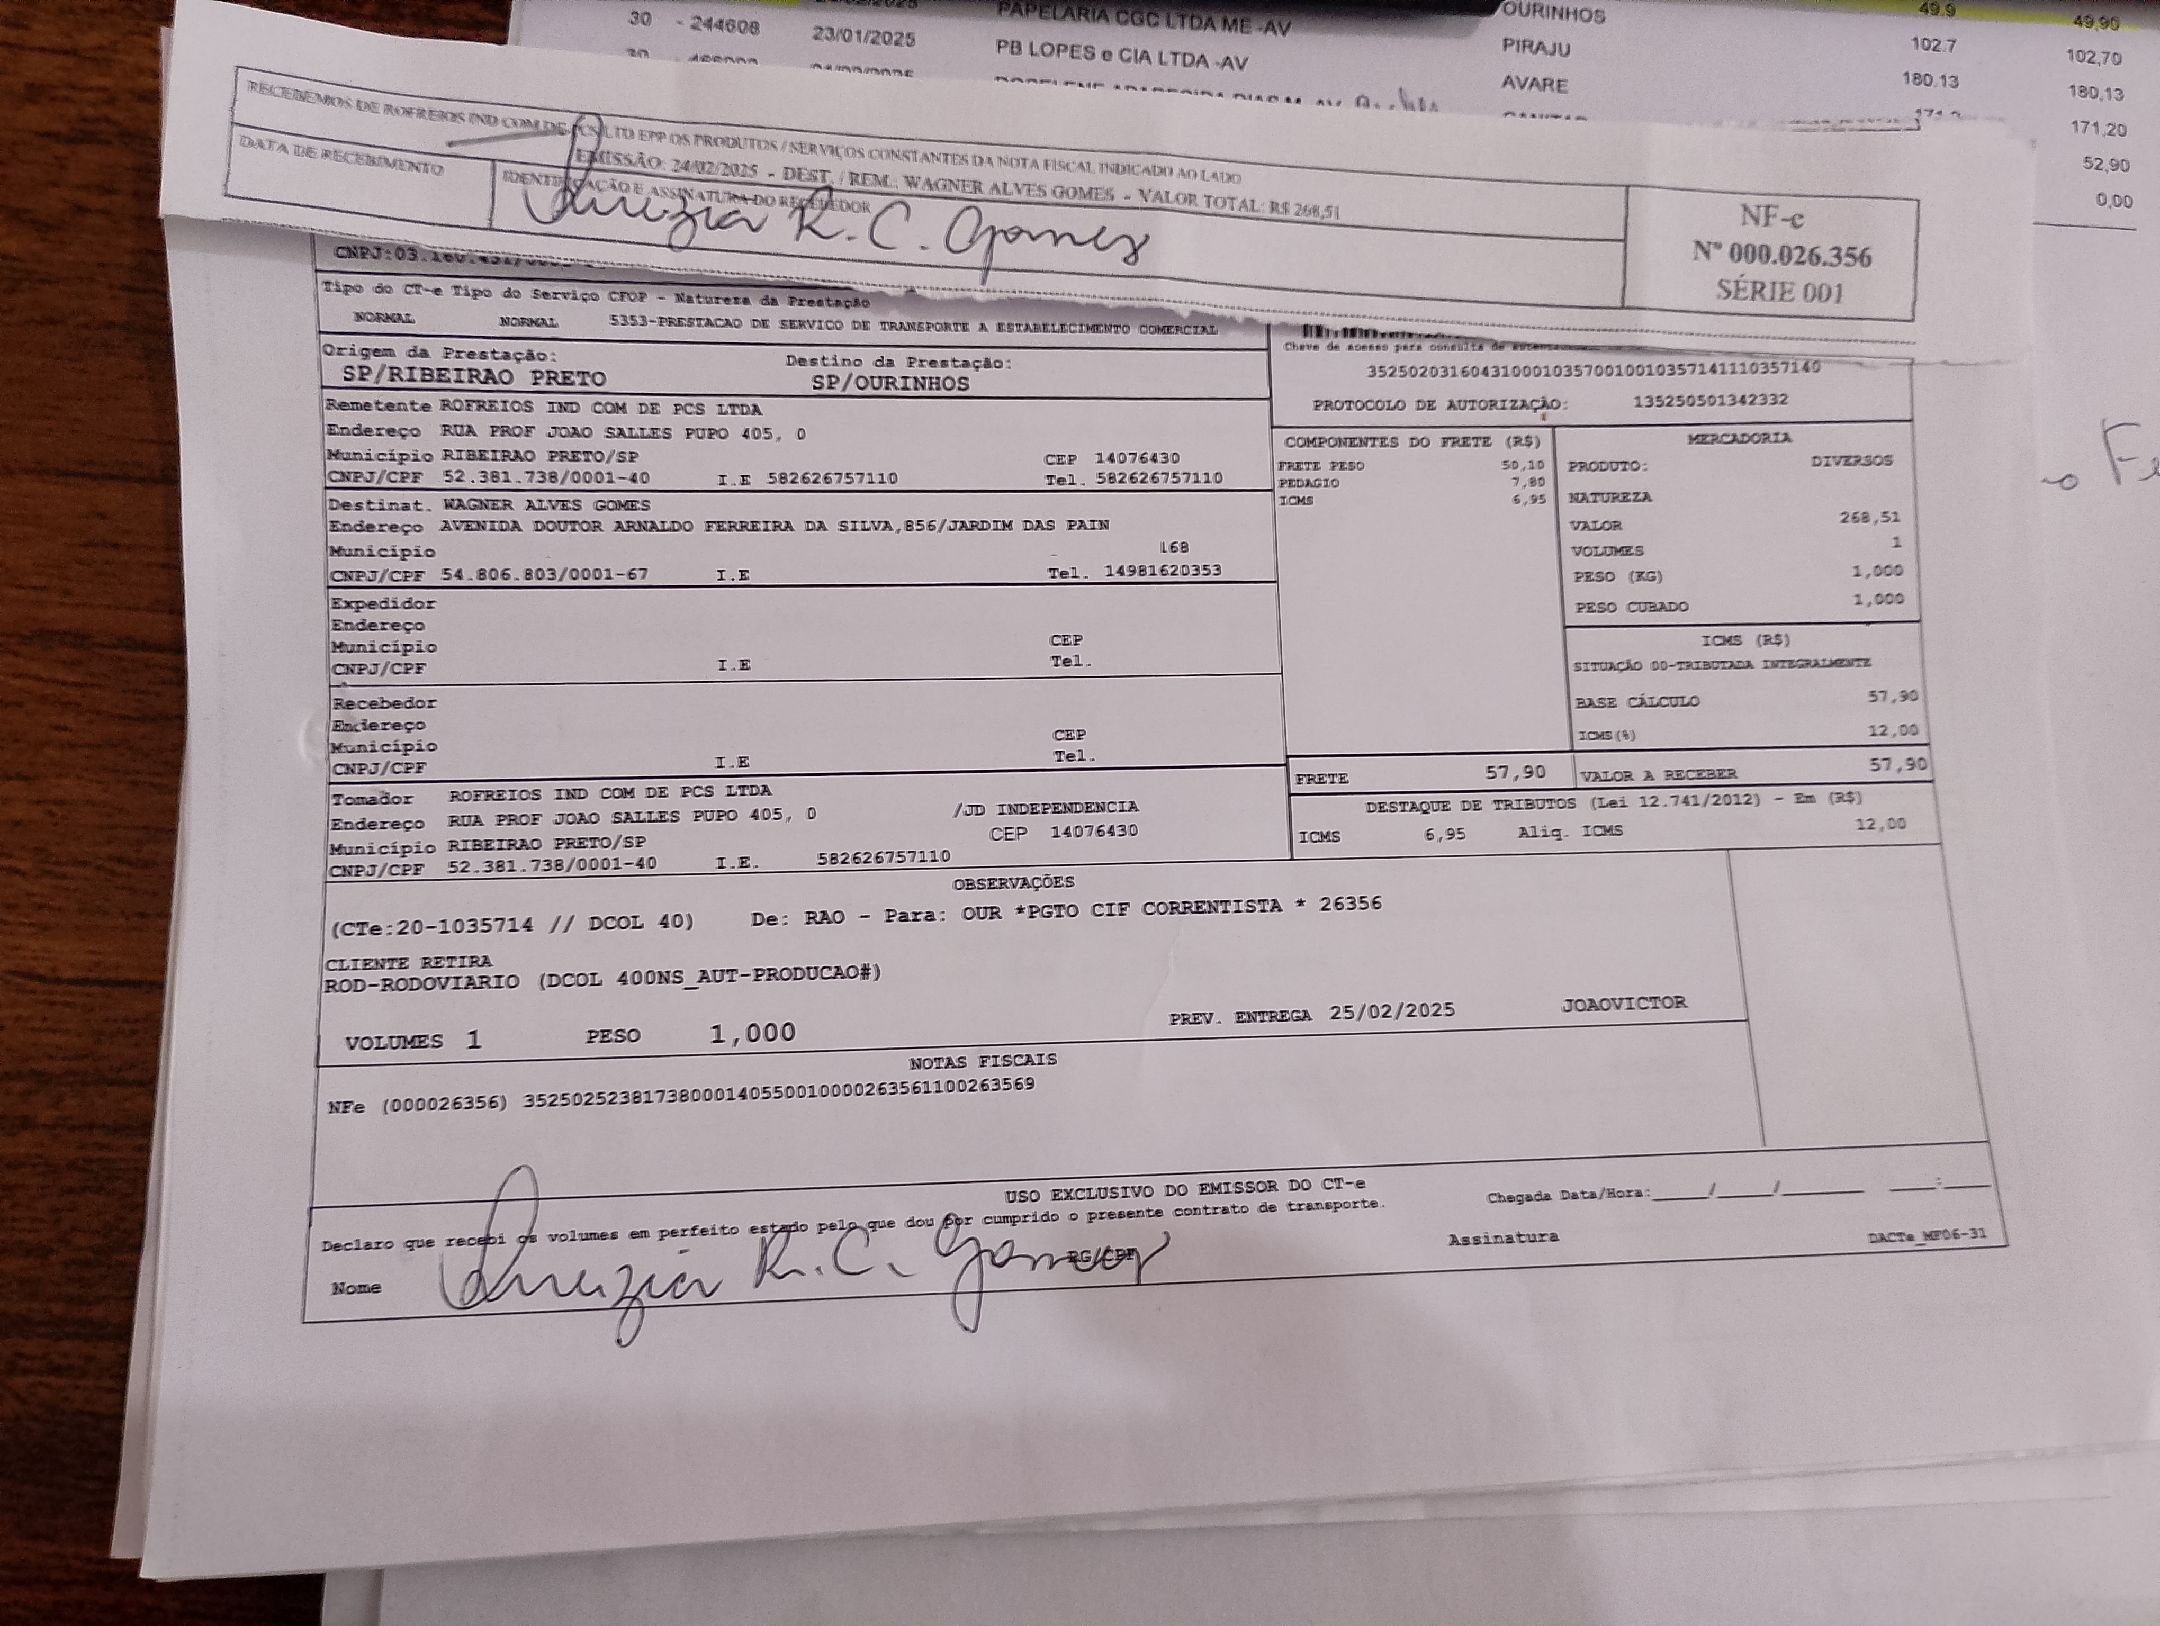 30 - 244608 23/01/2025 PAPELARIA CGC LTDA ME -AV OURINHOS 49.9 49,90
PB LOPES e CIA LTDA -AV PIRAJU 102.7 102,70
AVARE 180.13 180,13
171,20
52,90
0,00
RECEBEMOS DE ROFREIOS IND COM DE PCS LTD EPP OS PRODUTOS / SERVIÇOS CONSTANTES DA NOTA FISCAL INDICADO AO LADO
EMISSÃO: 24/02/2025 - DEST. / REM.: WAGNER ALVES GOMES - VALOR TOTAL: R$ 268,51
DATA DE RECEBIMENTO
IDENTIFICAÇÃO E ASSINATURA DO RECEBEDOR
R. C. Gomes
NF-e
Nº 000.026.356
SÉRIE 001
Tipo do CT-e Tipo do Serviço CFOP - Natureza da Prestação
NORMAL NORMAL 5353-PRESTACAO DE SERVICO DE TRANSPORTE A ESTABELECIMENTO COMERCIAL
Chave de acesso para consulta de
35250203160431000103570010010357141110357140
PROTOCOLO DE AUTORIZAÇÃO: 135250501342332
Origem da Prestação: Destino da Prestação:
SP/RIBEIRAO PRETO SP/OURINHOS
Remetente ROFREIOS IND COM DE PCS LTDA
Endereço RUA PROF JOAO SALLES PUPO 405, 0
Município RIBEIRAO PRETO/SP CEP 14076430
CNPJ/CPF 52.381.738/0001-40 I.E 582626757110 Tel. 582626757110
Destinat. WAGNER ALVES GOMES
Endereço AVENIDA DOUTOR ARNALDO FERREIRA DA SILVA,856/JARDIM DAS PAIN
Município 168
CNPJ/CPF 54.806.803/0001-67 I.E Tel. 14981620353
Expedidor
Endereço
Município CEP
CNPJ/CPF I.E Tel.
Recebedor
Endereço
Município CEP
CNPJ/CPF I.E Tel.
Tomador ROFREIOS IND COM DE PCS LTDA
Endereço RUA PROF JOAO SALLES PUPO 405, 0 /JD INDEPENDENCIA
Município RIBEIRAO PRETO/SP CEP 14076430
CNPJ/CPF 52.381.738/0001-40 I.E. 582626757110
COMPONENTES DO FRETE (R$)
FRETE PESO 50,10
PEDAGIO 7,80
ICMS 6,95
MERCADORIA
PRODUTO: DIVERSOS
NATUREZA
VALOR 268,51
VOLUMES 1
PESO (KG) 1,000
PESO CUBADO 1,000
ICMS (R$)
SITUAÇÃO 00-TRIBUTADA INTEGRALMENTE
BASE CÁLCULO 57,90
ICMS(%) 12,00
FRETE 57,90 VALOR A RECEBER 57,90
DESTAQUE DE TRIBUTOS (Lei 12.741/2012) - Em (R$)
ICMS 6,95 Aliq. ICMS 12,00
OBSERVAÇÕES
(CTe:20-1035714 // DCOL 40) De: RAO - Para: OUR *PGTO CIF CORRENTISTA * 26356
CLIENTE RETIRA
ROD-RODOVIARIO (DCOL 400NS_AUT-PRODUCAO#)
PREV. ENTREGA 25/02/2025 JOAOVICTOR
VOLUMES 1 PESO 1,000
NOTAS FISCAIS
NFe (000026356) 35250252381738000140550010000263561100263569
USO EXCLUSIVO DO EMISSOR DO CT-e
Declaro que recebi os volumes em perfeito estado pelo que dou por cumprido o presente contrato de transporte.
Chegada Data/Hora:_____/_____/_______ ____:____
Nome R. C. Gomes RG/CPF Assinatura DACTe_MF06-31